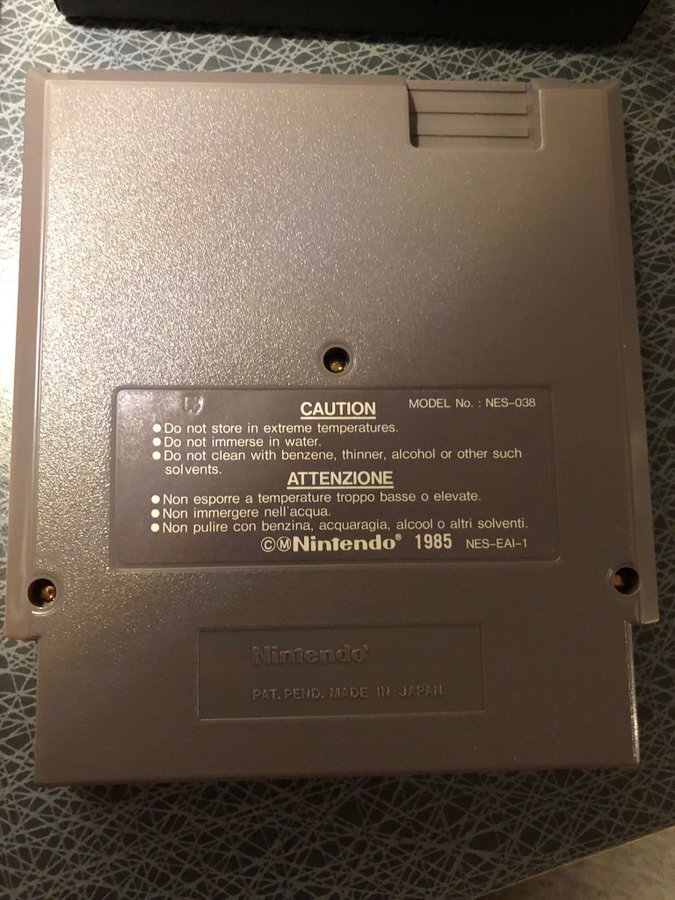 CAUTION MODEL No. : NES-038
● Do not store in extreme temperatures.
● Do not immerse in water.
● Do not clean with benzene, thinner, alcohol or other such
solvents.
ATTENZIONE
● Non esporre a temperature troppo basse o elevate.
● Non immergere nell'acqua.
● Non pulire con benzina, acquaragia, alcool o altri solventi.
©Ⓜ Nintendo® 1985 NES-EAI-1
Nintendo®
PAT. PEND. MADE IN JAPAN